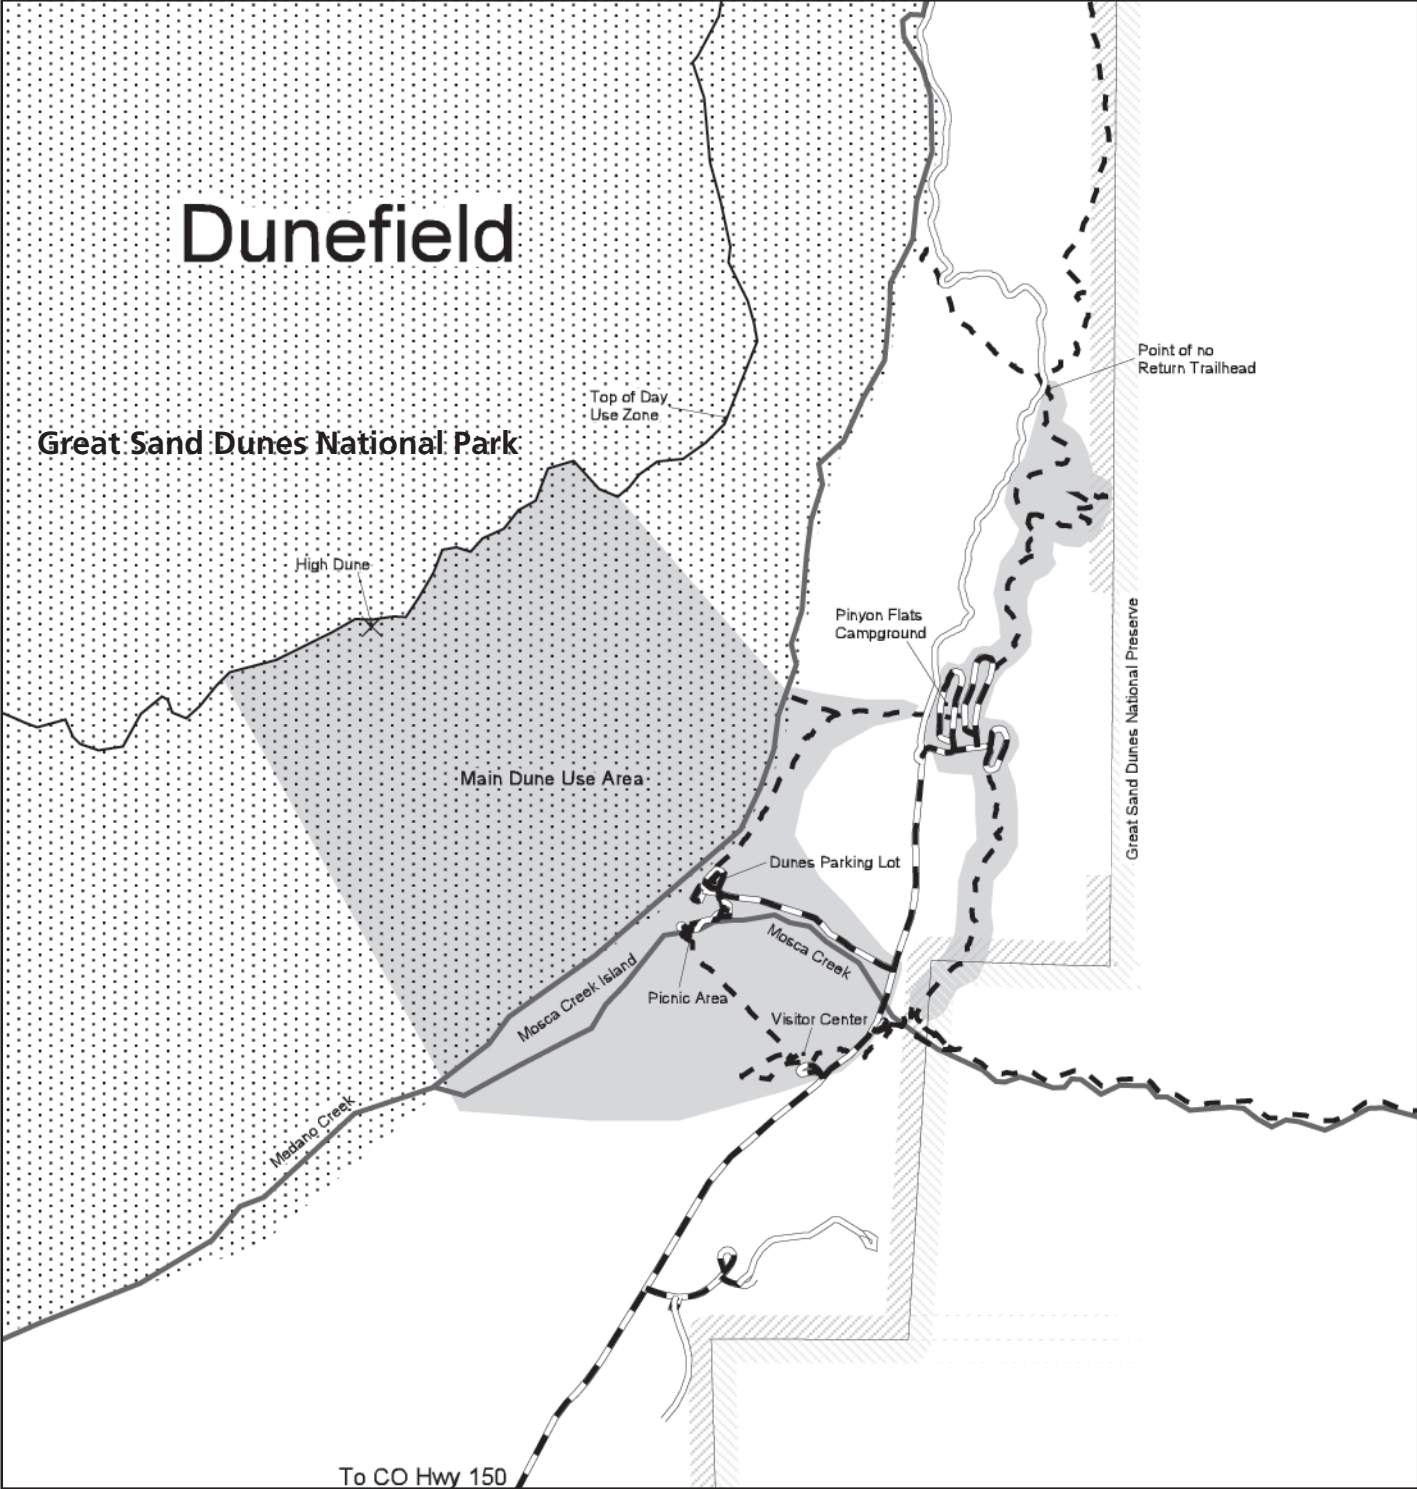 Dunefield
Point of no
Return Trailhead
Top of Day
Use Zone
Great Sand Dunes National Park
High Dune
Pinyon Flats
Campground
Great Sand Dunes National Preserve
Main Dune Use Area
Dunes Parking Lot
Mosca Creek
Mosca Creek Island
Picnic Area
Visitor Center
Medano Creek
To CO Hwy 150